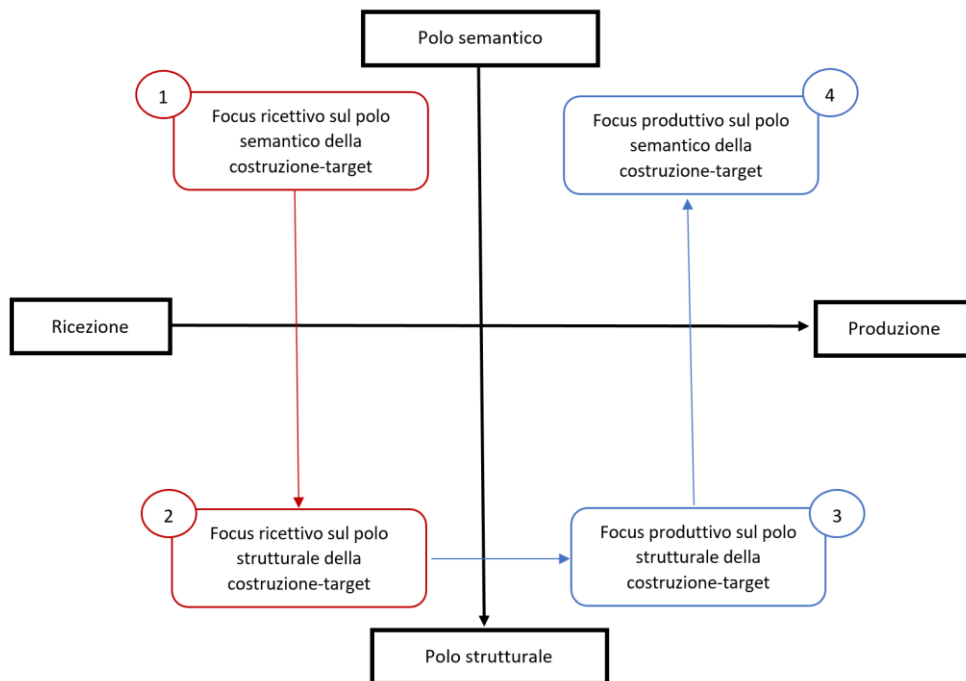 Polo semantico
1
Focus ricettivo sul polo
semantico della
costruzione-target
4
Focus produttivo sul polo
semantico della
costruzione-target
Ricezione
Produzione
2
Focus ricettivo sul polo
strutturale della
costruzione-target
3
Focus produttivo sul polo
strutturale della
costruzione-target
Polo strutturale